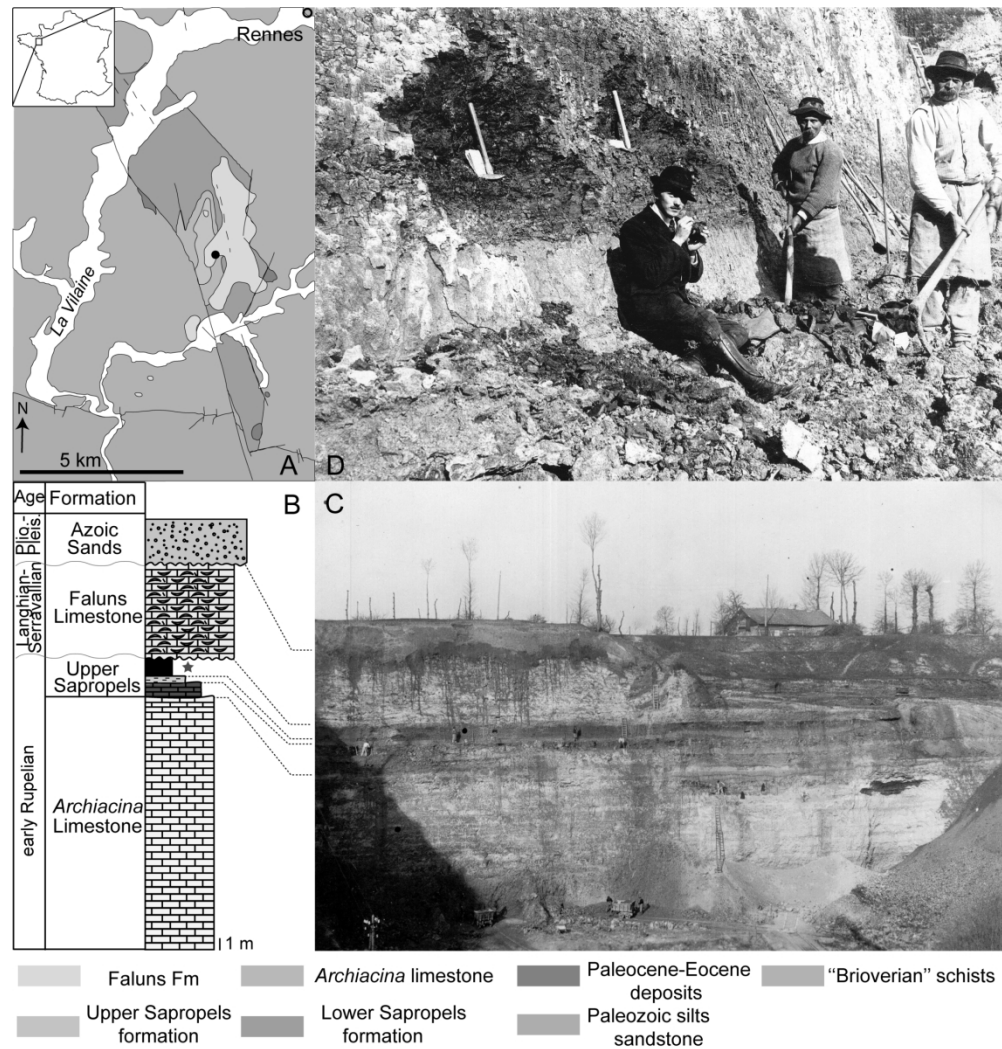 Rennes
La Vilaine
N
5 km
A
D
Age
Formation
B
C
Plio.-
Pleis.
Azoic
Sands
Langhian-
Serravallian
Faluns
Limestone
Upper
Sapropels
early Rupelian
Archiacina
Limestone
1 m
Faluns Fm
Archiacina limestone
Paleocene-Eocene
deposits
“Brioverian” schists
Upper Sapropels
formation
Lower Sapropels
formation
Paleozoic silts
sandstone